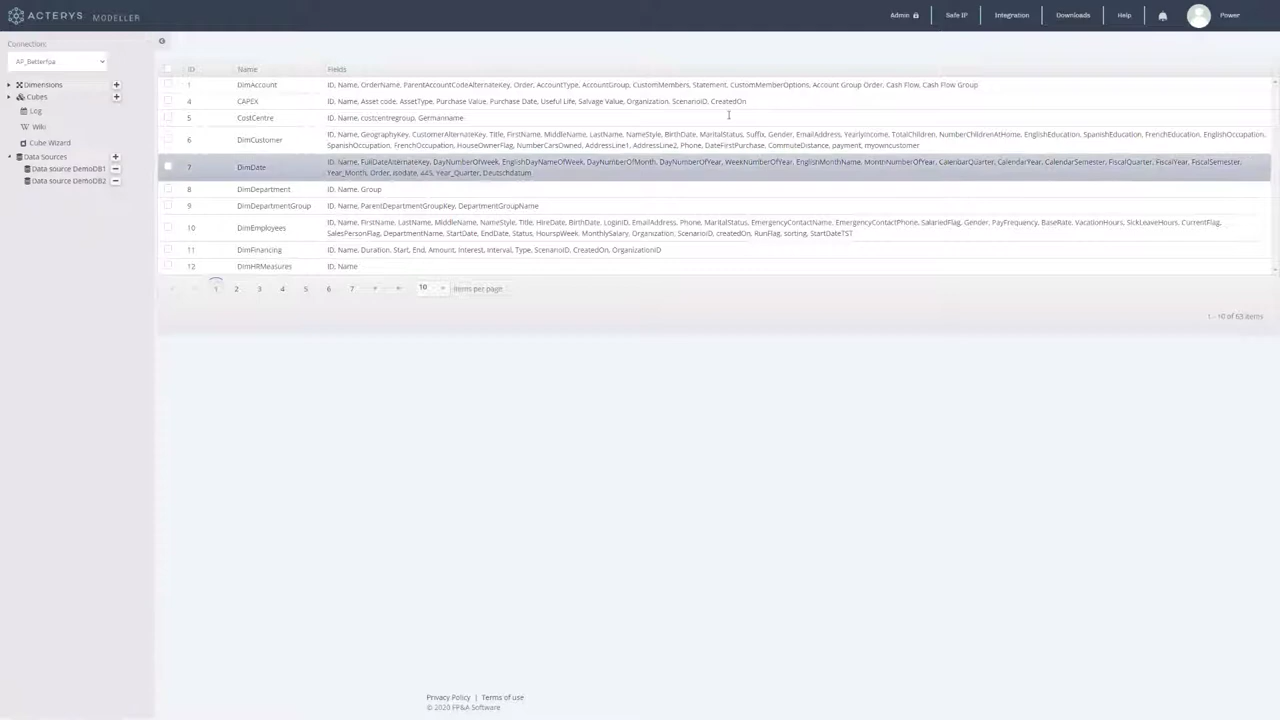 ACTERYS MODELLER
Admin
Safe IP
Integration
Downloads
Help
Power
Connection:
AP_Betterfpa
Dimensions
Cubes
Log
Wiki
Cube Wizard
Data Sources
Data source DemoDB1
Data source DemoDB2
ID Name Fields
1 DimAccount ID, Name, OrderName, ParentAccountCodeAlternateKey, Order, AccountType, AccountGroup, CustomMembers, Statement, CustomMemberOptions, Account Group Order, Cash Flow, Cash Flow Group
4 CAPEX ID, Name, Asset code, AssetType, Purchase Value, Purchase Date, Useful Life, Salvage Value, Organization, ScenarioID, CreatedOn
5 CostCentre ID, Name, costcentregroup, Germanname
6 DimCustomer ID, Name, GeographyKey, CustomerAlternateKey, Title, FirstName, MiddleName, LastName, NameStyle, BirthDate, MaritalStatus, Suffix, Gender, EmailAddress, YearlyIncome, TotalChildren, NumberChildrenAtHome, EnglishEducation, SpanishEducation, FrenchEducation, EnglishOccupation,
SpanishOccupation, FrenchOccupation, HouseOwnerFlag, NumberCarsOwned, AddressLine1, AddressLine2, Phone, DateFirstPurchase, CommuteDistance, payment, myowncustomer
7 DimDate ID, Name, FullDateAlternateKey, DayNumberOfWeek, EnglishDayNameOfWeek, DayNumberOfMonth, DayNumberOfYear, WeekNumberOfYear, EnglishMonthName, MonthNumberOfYear, CalendarQuarter, CalendarYear, CalendarSemester, FiscalQuarter, FiscalYear, FiscalSemester,
Year_Month, Order, isodate, 445, Year_Quarter, Deutschdatum
8 DimDepartment ID, Name, Group
9 DimDepartmentGroup ID, Name, ParentDepartmentGroupKey, DepartmentGroupName
10 DimEmployees ID, Name, FirstName, LastName, MiddleName, NameStyle, Title, HireDate, BirthDate, LoginID, EmailAddress, Phone, MaritalStatus, EmergencyContactName, EmergencyContactPhone, SalariedFlag, Gender, PayFrequency, BaseRate, VacationHours, SickLeaveHours, CurrentFlag,
SalesPersonFlag, DepartmentName, StartDate, EndDate, Status, HourspWeek, MonthlySalary, Organization, ScenarioID, createdOn, RunFlag, sorting, StartDateTST
11 DimFinancing ID, Name, Duration, Start, End, Amount, Interest, Interval, Type, ScenarioID, CreatedOn, OrganizationID
12 DimHRMeasures ID, Name
1 2 3 4 5 6 7 10 items per page
1 - 10 of 63 items
Privacy Policy | Terms of use
© 2020 FP&A Software